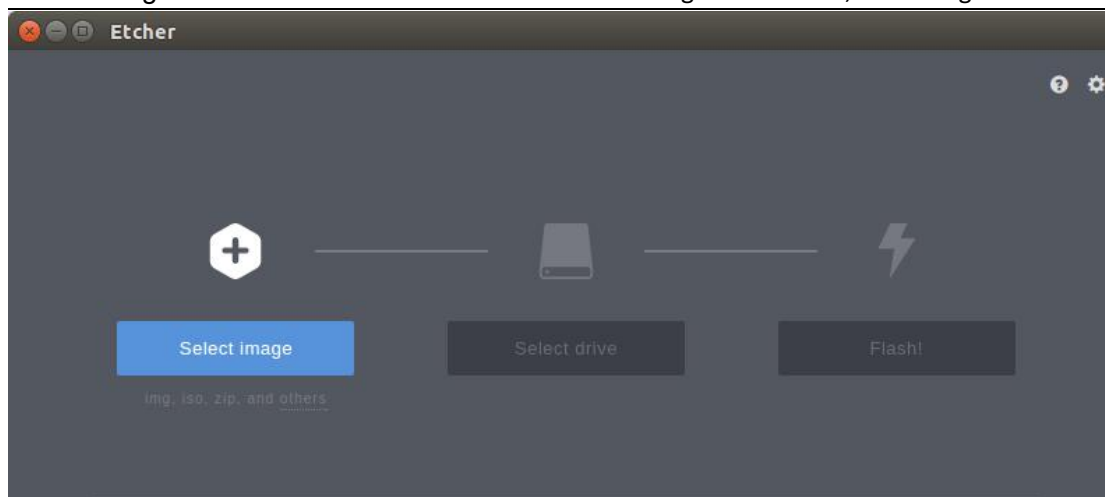 Etcher
Select image
Select drive
Flash!
img, iso, zip, and others